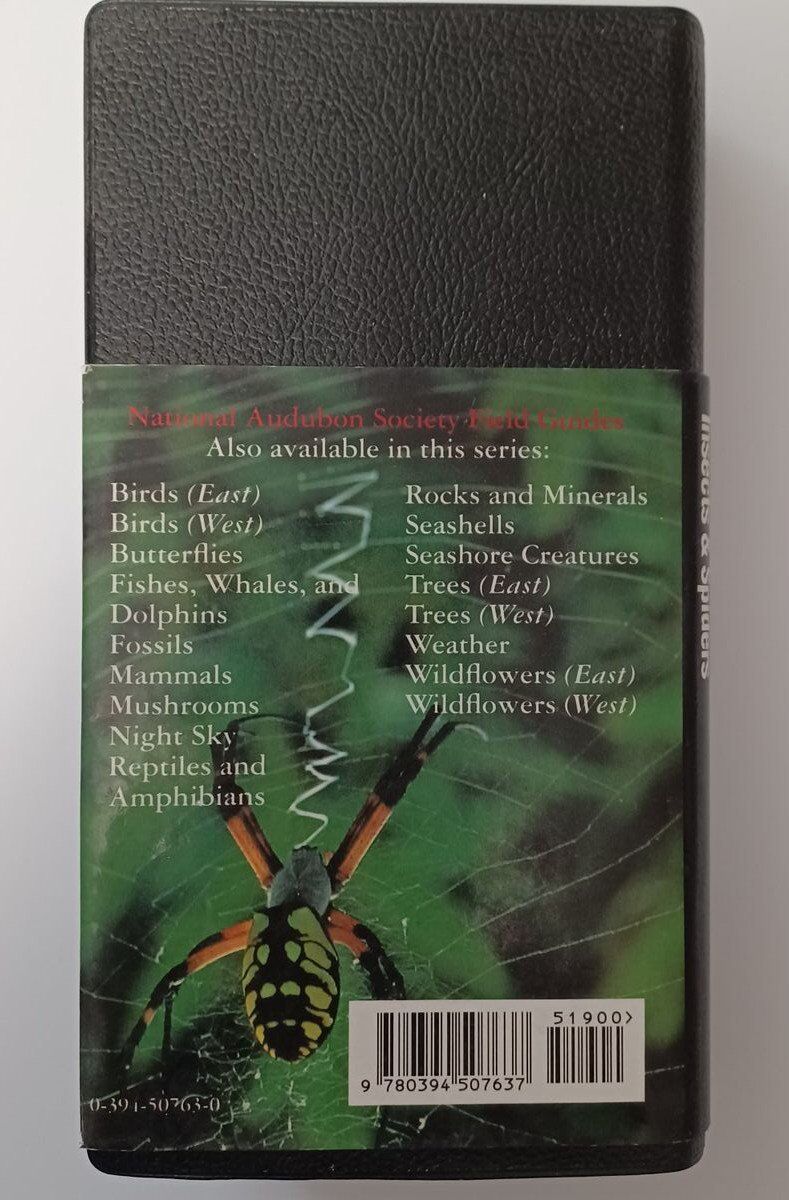 National Audubon Society Field Guides
Also available in this series:
Birds (East)
Birds (West)
Butterflies
Fishes, Whales, and
Dolphins
Fossils
Mammals
Mushrooms
Night Sky
Reptiles and
Amphibians
Rocks and Minerals
Seashells
Seashore Creatures
Trees (East)
Trees (West)
Weather
Wildflowers (East)
Wildflowers (West)
Insects & Spiders
51900>
9 780394 507637
0-394-50763-0